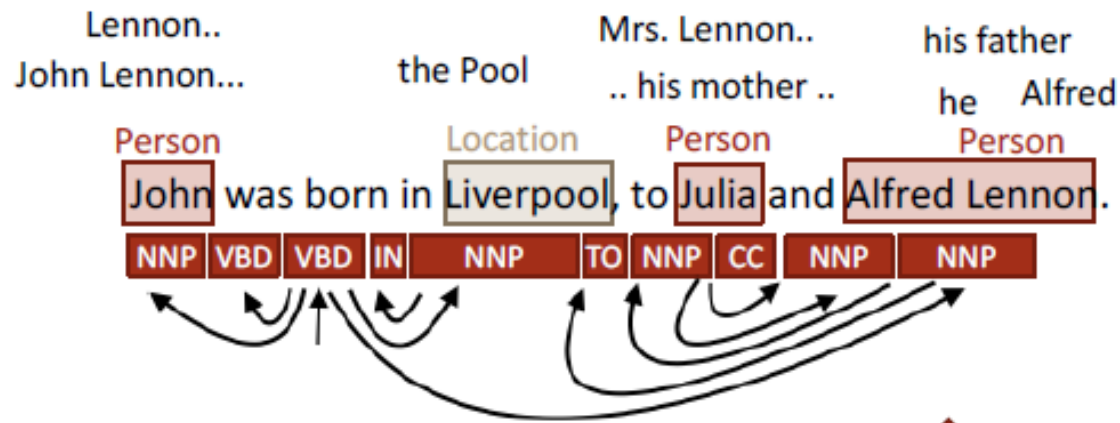 Lennon..
John Lennon...
the Pool
Mrs. Lennon..
.. his mother ..
his father
he Alfred
Person Location Person Person
John was born in Liverpool, to Julia and Alfred Lennon.
NNP VBD VBD IN NNP TO NNP CC NNP NNP